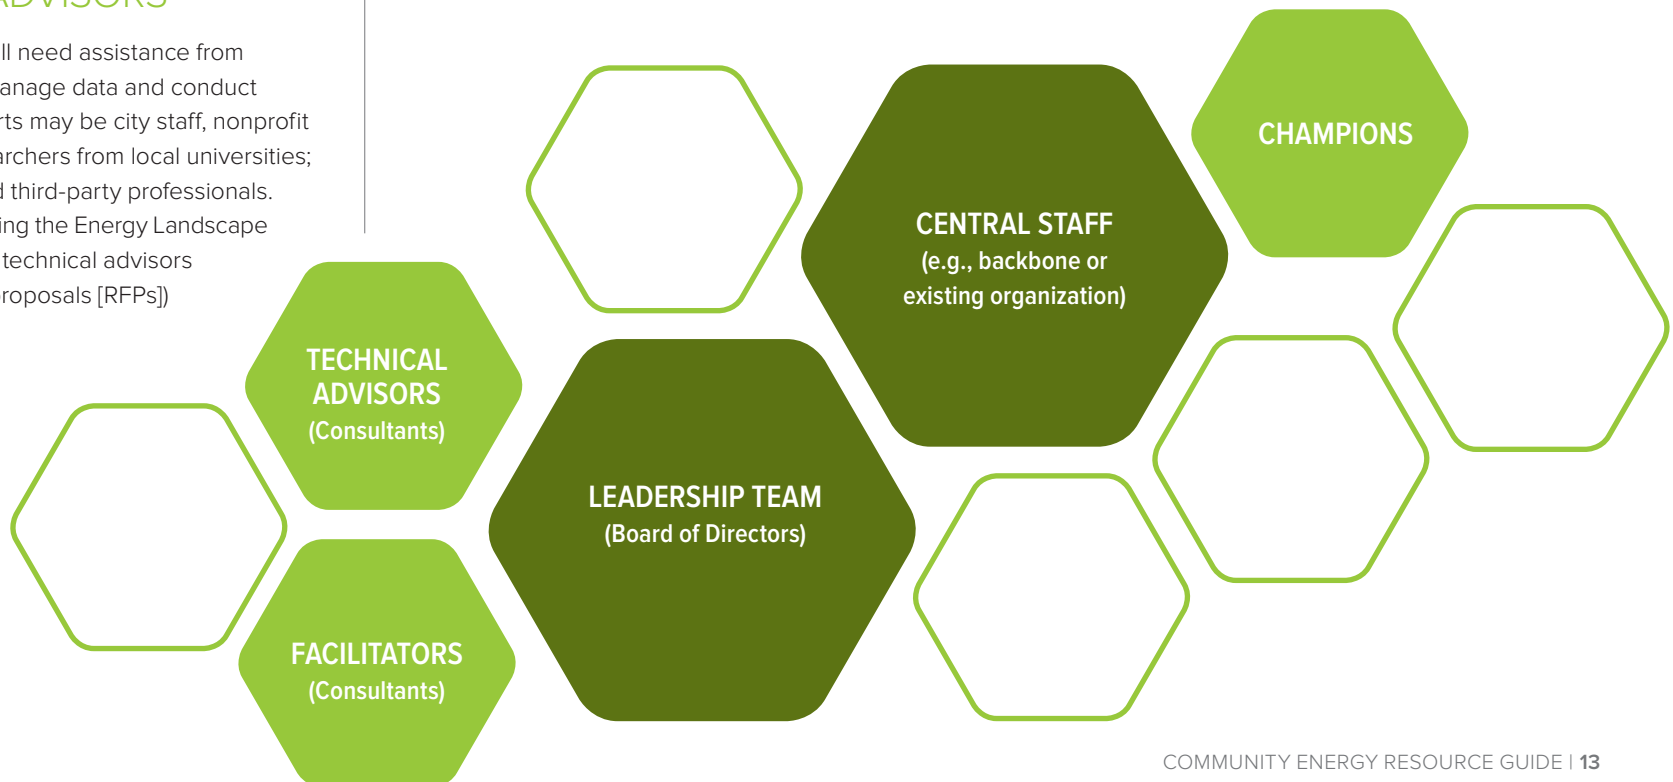 ADVISORS
ll need assistance from
anage data and conduct
rts may be city staff, nonprofit
archers from local universities;
d third-party professionals.
ing the Energy Landscape
technical advisors
roposals [RFPs])
CHAMPIONS
CENTRAL STAFF
(e.g., backbone or
existing organization)
TECHNICAL
ADVISORS
(Consultants)
LEADERSHIP TEAM
(Board of Directors)
FACILITATORS
(Consultants)
COMMUNITY ENERGY RESOURCE GUIDE | 13